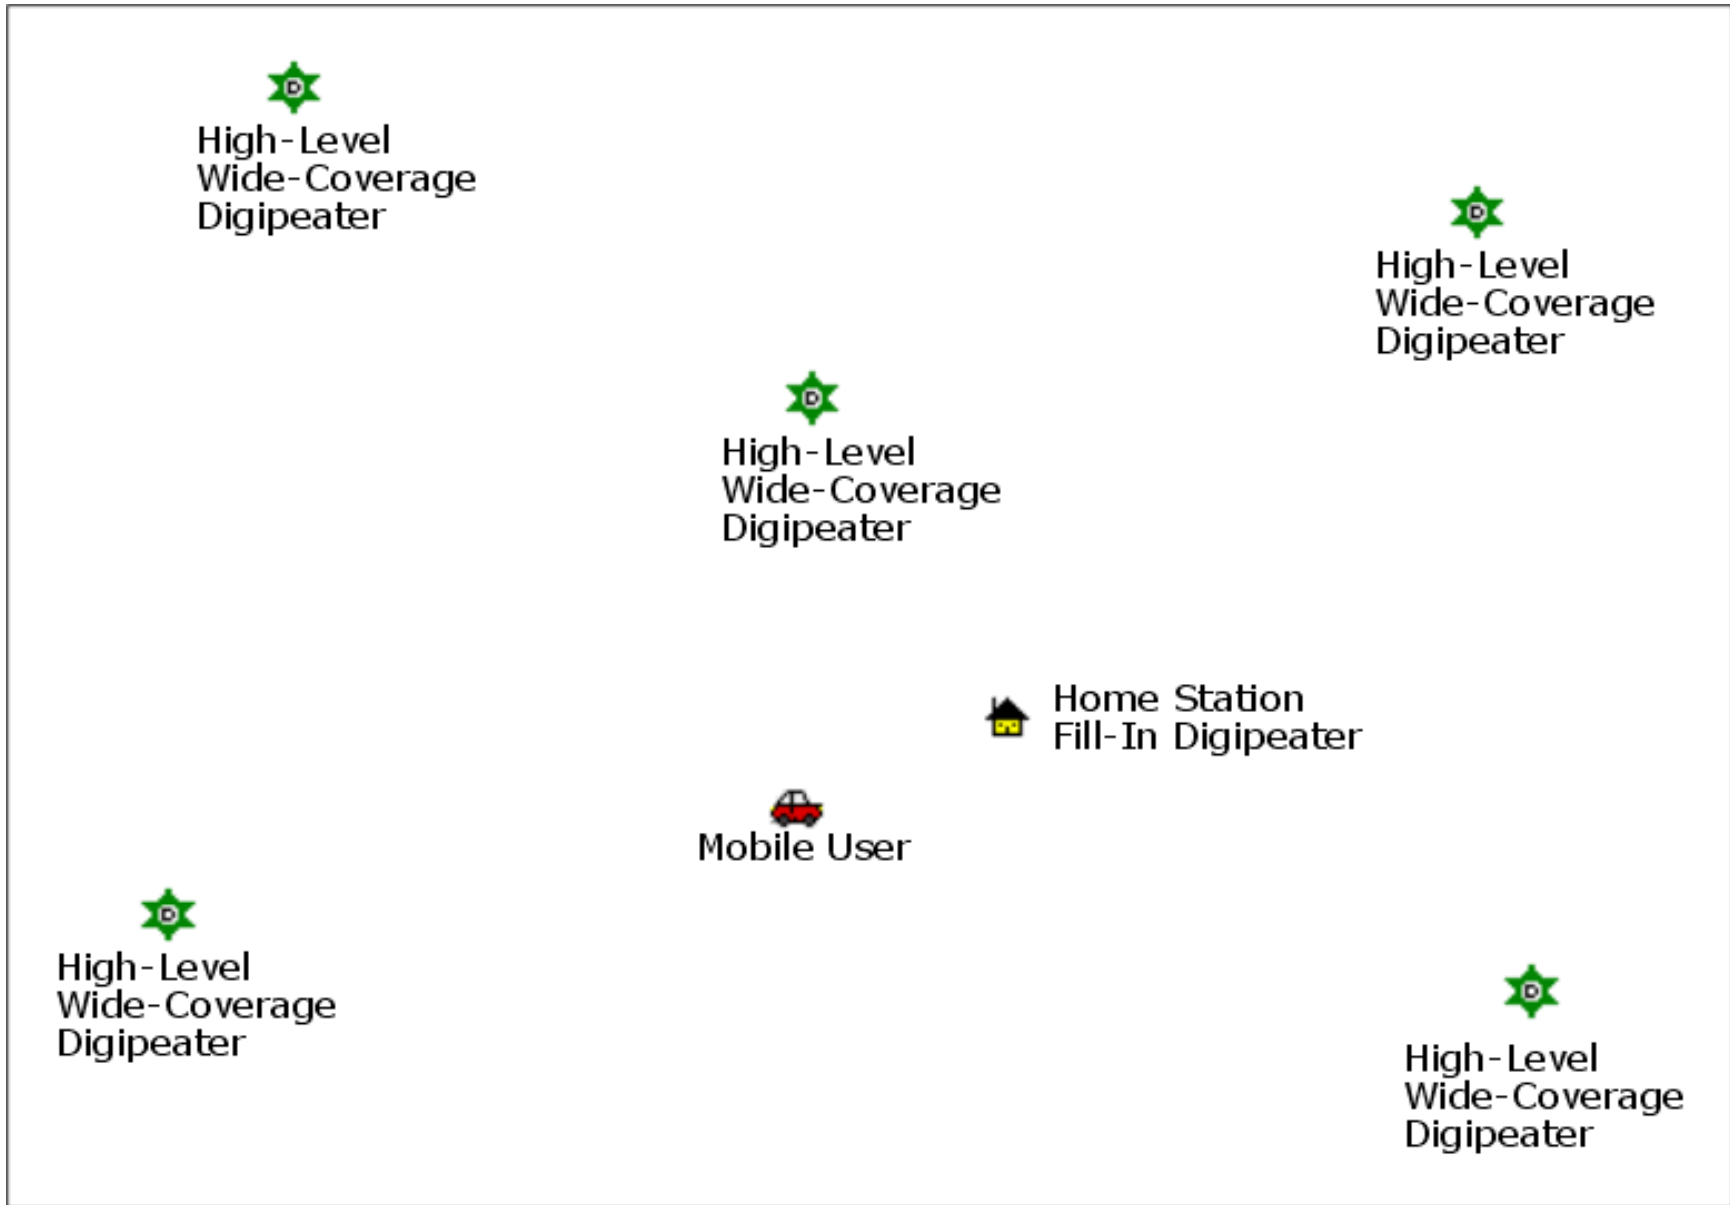 D
High-Level
Wide-Coverage
Digipeater
D
High-Level
Wide-Coverage
Digipeater
D
High-Level
Wide-Coverage
Digipeater
Home Station
Fill-In Digipeater
Mobile User
D
High-Level
Wide-Coverage
Digipeater
D
High-Level
Wide-Coverage
Digipeater